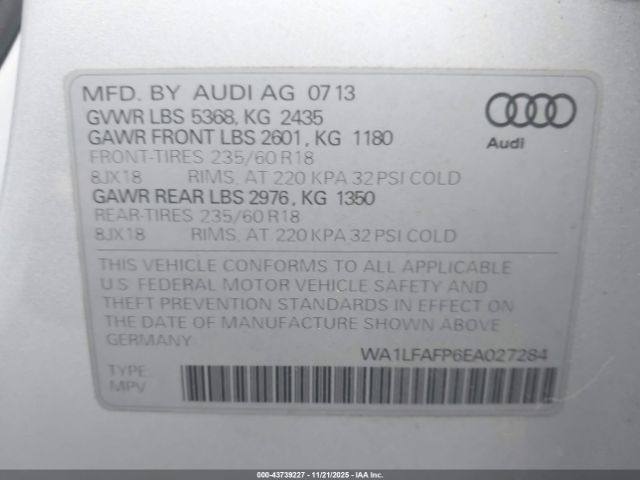 MFD. BY AUDI AG 0713
GVWR LBS 5368, KG 2435
GAWR FRONT LBS 2601, KG 1180
FRONT-TIRES 235/60 R18
8JX18 RIMS, AT 220 KPA 32 PSI COLD
GAWR REAR LBS 2976, KG 1350
REAR-TIRES 235/60 R18
8JX18 RIMS, AT 220 KPA 32 PSI COLD
Audi
THIS VEHICLE CONFORMS TO ALL APPLICABLE
U.S. FEDERAL MOTOR VEHICLE SAFETY AND
THEFT PREVENTION STANDARDS IN EFFECT ON
THE DATE OF MANUFACTURE SHOWN ABOVE.
GERMANY
WA1LFAFP6EA027284
TYPE:
MPV
000-43739227 - 11/21/2025 - IAAI.COM